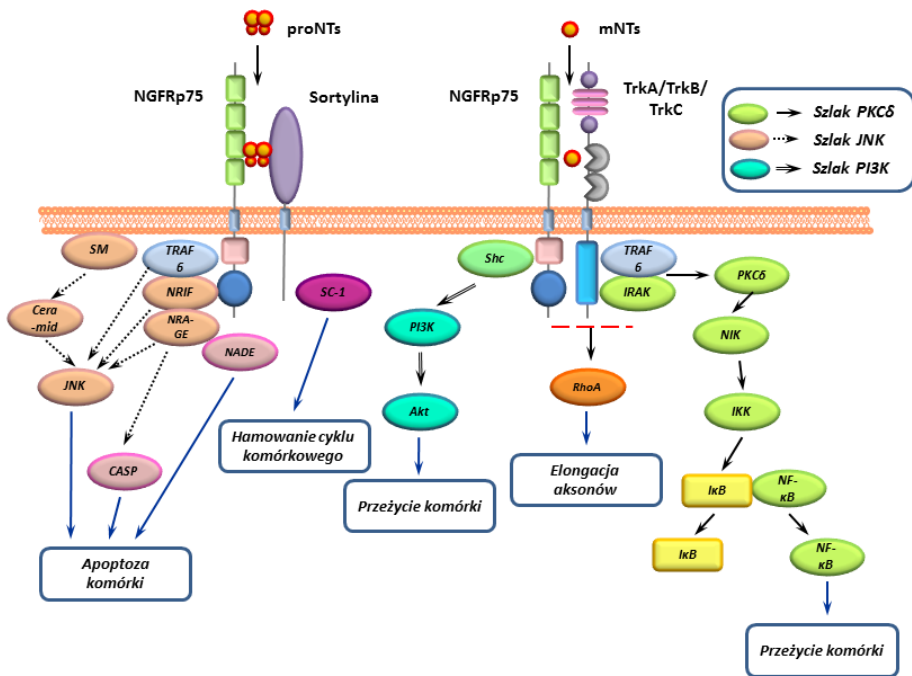 proNTs
mNTs
NGFRp75
Sortylina
NGFRp75
TrkA/TrkB/
TrkC
Szlak PKCδ
Szlak JNK
Szlak PI3K
SM
TRAF
6
NRIF
NRA-
GE
NADE
Cera
-mid
JNK
CASP
Apoptoza
komórki
SC-1
Hamowanie cyklu
komórkowego
Shc
PI3K
Akt
Przeżycie komórki
TRAF
6
IRAK
RhoA
Elongacja
aksonów
PKCδ
NIK
IKK
IκB
NF-
κB
IκB
NF-
κB
Przeżycie komórki